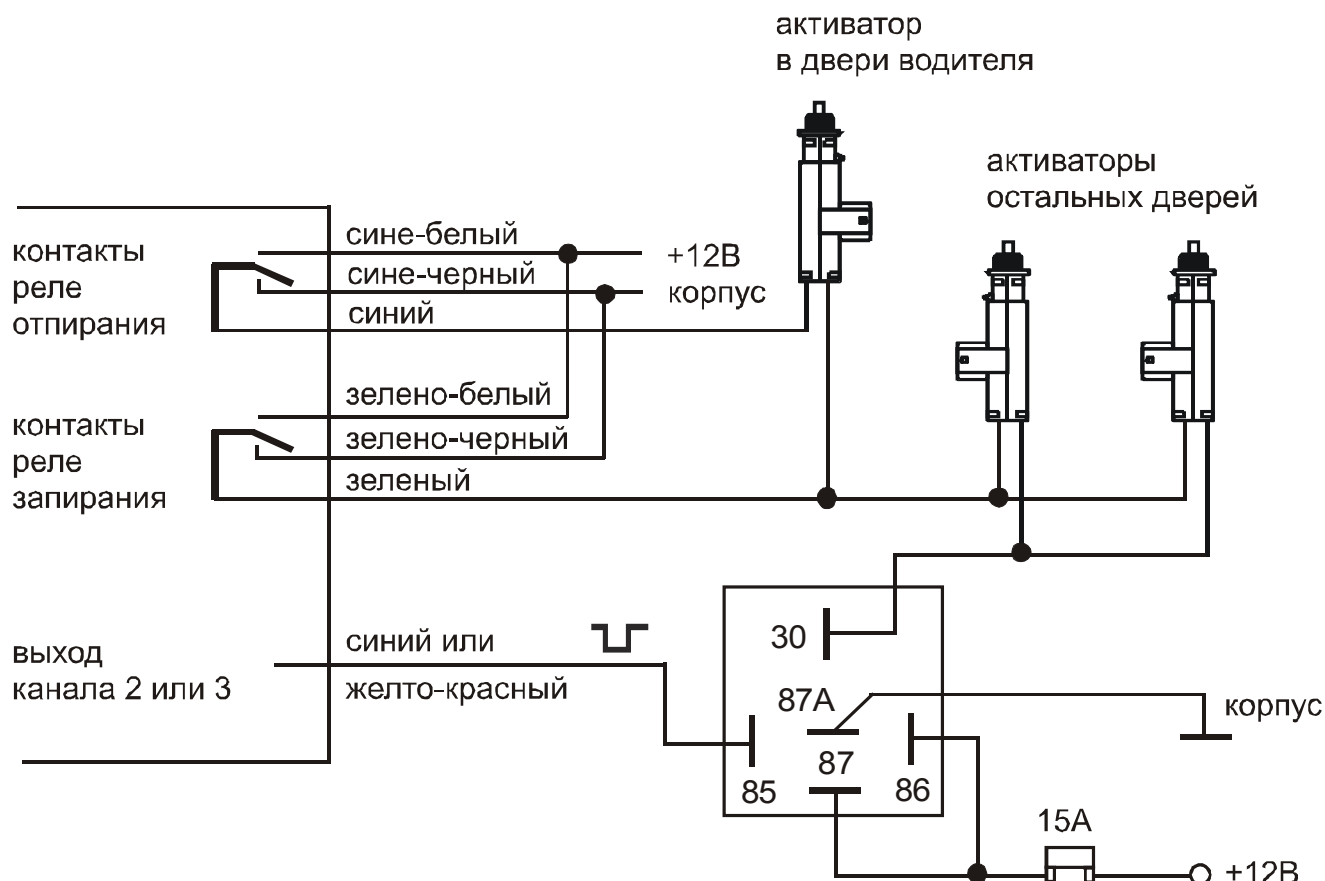 активатор
в двери водителя
активаторы
остальных дверей
контакты
реле
отпирания
сине-белый
сине-черный
синий
+12В
корпус
контакты
реле
запирания
зелено-белый
зелено-черный
зеленый
выход
канала 2 или 3
синий или
желто-красный
30
87А
87
85
86
корпус
15А
+12В